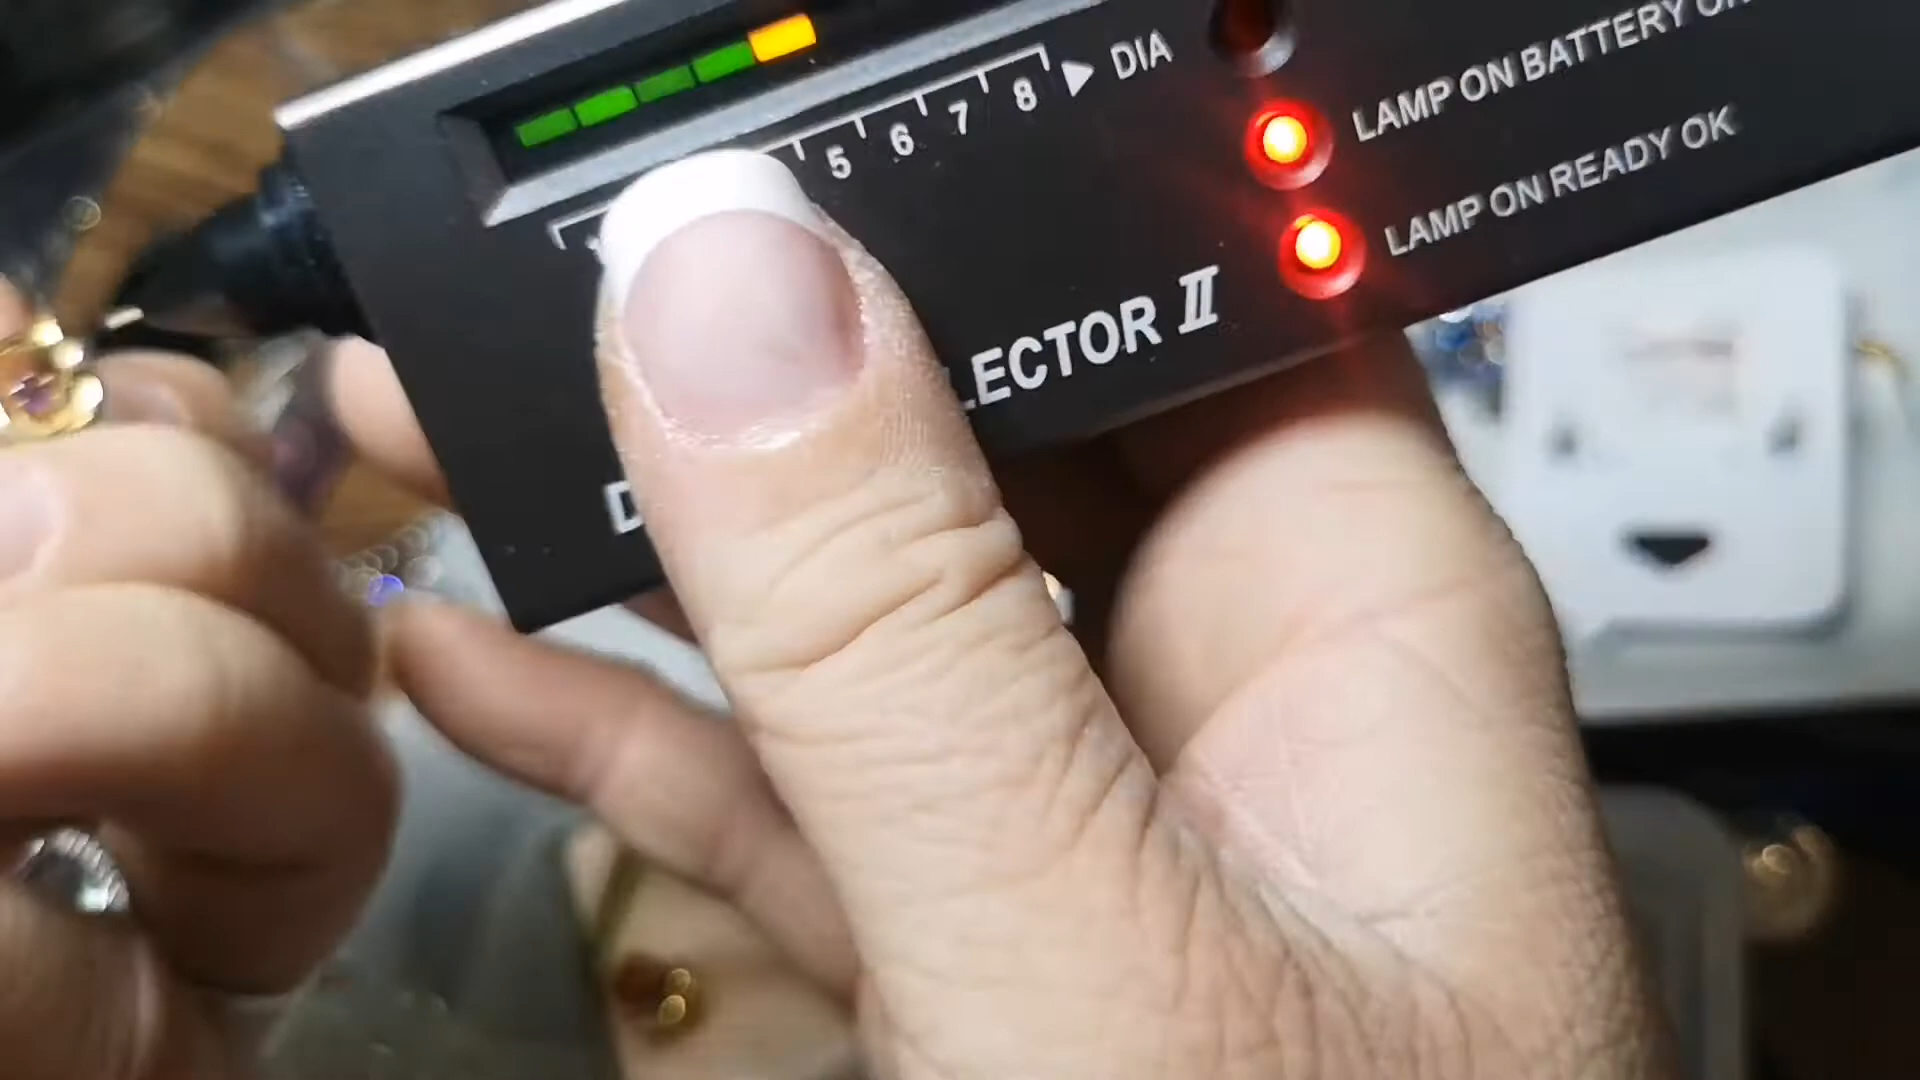 5 6 7 8 ▶ DIA
LAMP ON BATTERY
LAMP ON READY OK
LECTOR II
D